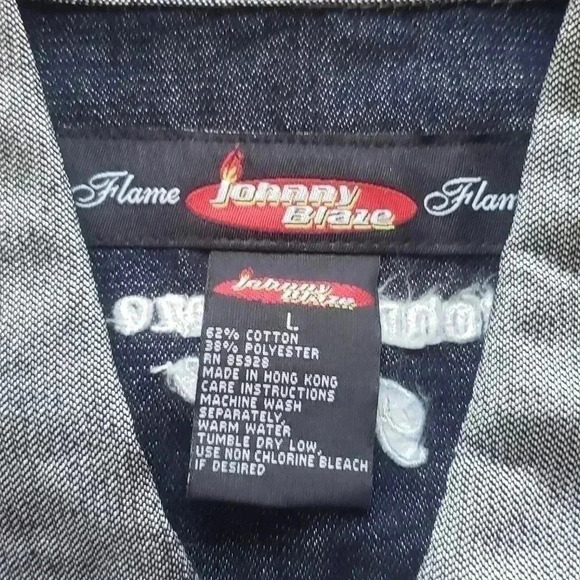 Flame Johnny Blaze Flam
Johnny Blaze
L
62% COTTON
38% POLYESTER
RN 85928
MADE IN HONG KONG
CARE INSTRUCTIONS
MACHINE WASH
SEPARATELY,
WARM WATER
TUMBLE DRY LOW,
USE NON CHLORINE BLEACH
IF DESIRED